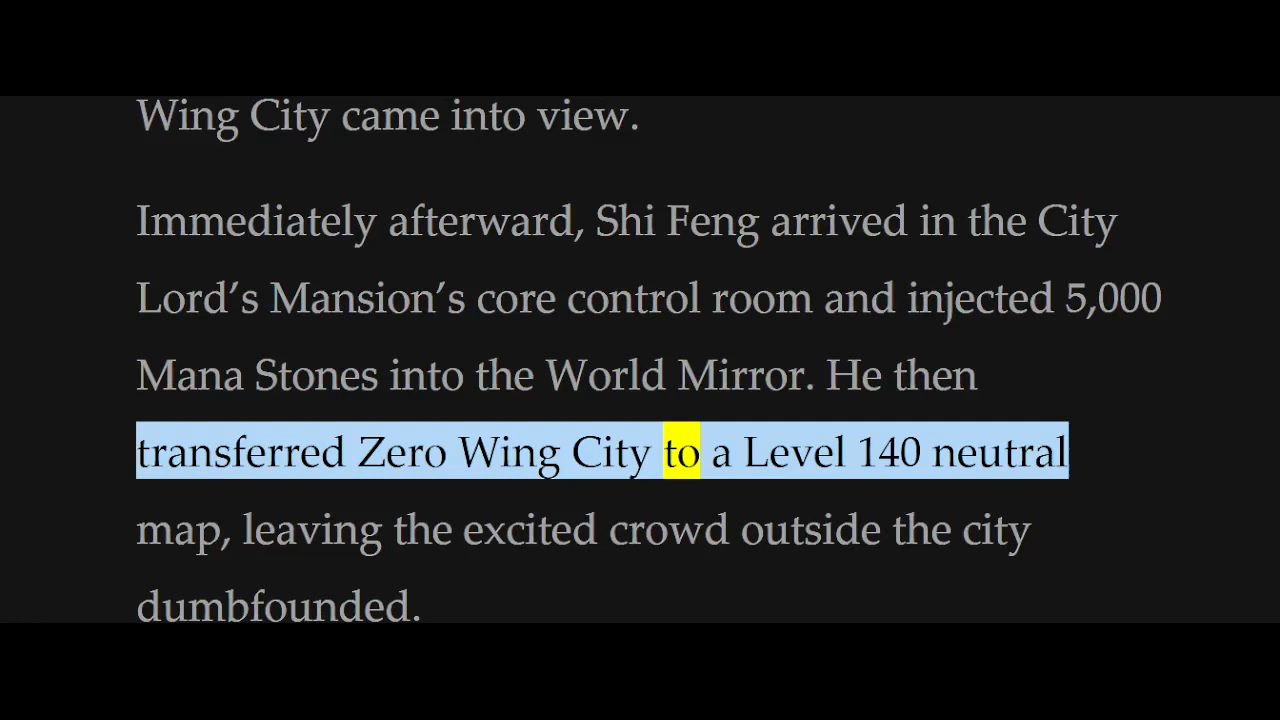 Wing City came into view.
Immediately afterward, Shi Feng arrived in the City
Lord’s Mansion’s core control room and injected 5,000
Mana Stones into the World Mirror. He then
transferred Zero Wing City to a Level 140 neutral
map, leaving the excited crowd outside the city
dumbfounded.